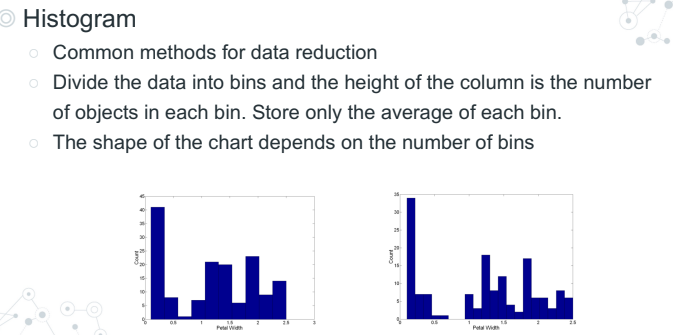 Histogram
Common methods for data reduction
Divide the data into bins and the height of the column is the number
of objects in each bin. Store only the average of each bin.
The shape of the chart depends on the number of bins
45
40
35
30
25
20
15
10
5
0
Count
0 0.5 1 1.5 2 2.5 3
Petal Width
35
30
25
20
15
10
5
0
Count
0 0.5 1 1.5 2 2.5
Petal Width